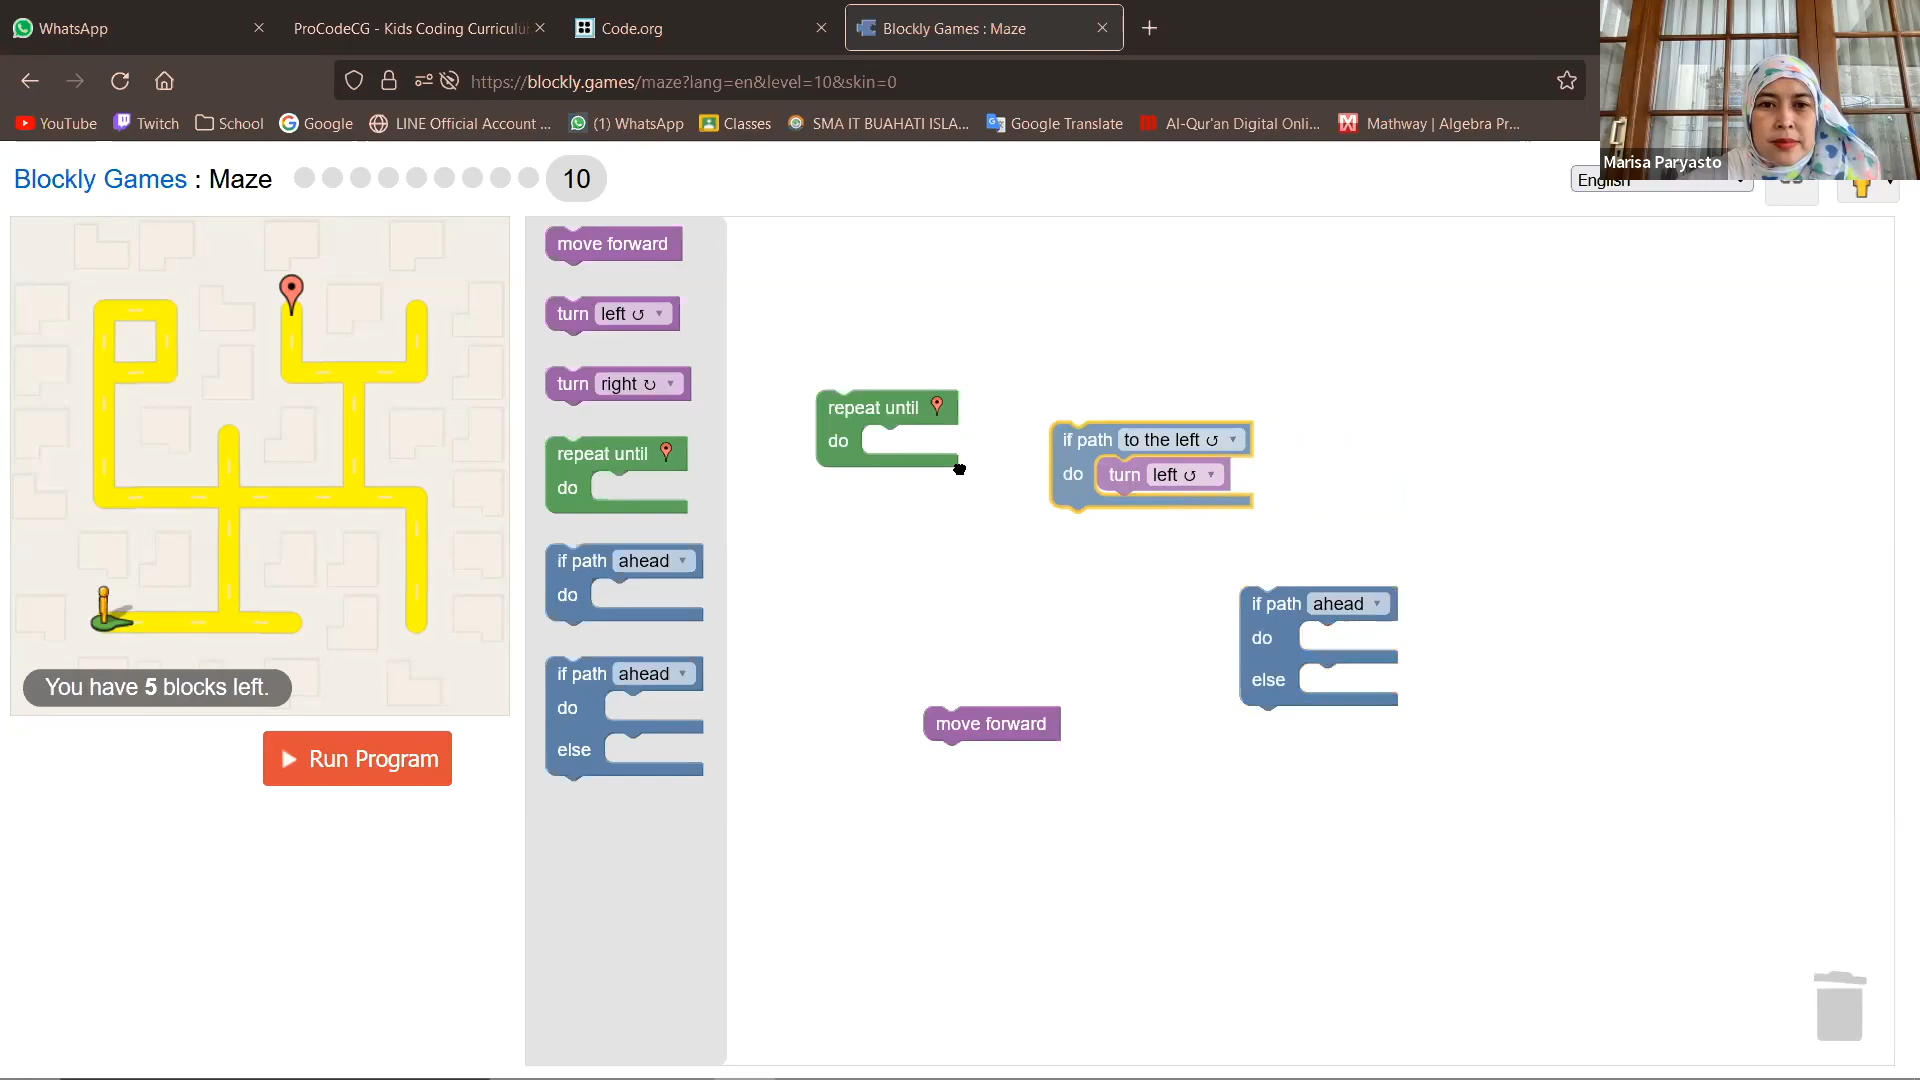 WhatsApp
ProCodeCG - Kids Coding Curriculu
Code.org
Blockly Games : Maze
https://blockly.games/maze?lang=en&level=10&skin=0
YouTube
Twitch
School
Google
LINE Official Account ...
(1) WhatsApp
Classes
SMA IT BUAHATI ISLA...
Google Translate
Al-Qur'an Digital Onli...
Mathway | Algebra Pr...
Marisa Paryasto
Blockly Games : Maze
10
English
move forward
turn left
turn right
repeat until
do
if path ahead
do
if path ahead
do
else
repeat until
do
if path to the left
do turn left
if path ahead
do
else
move forward
You have 5 blocks left.
Run Program